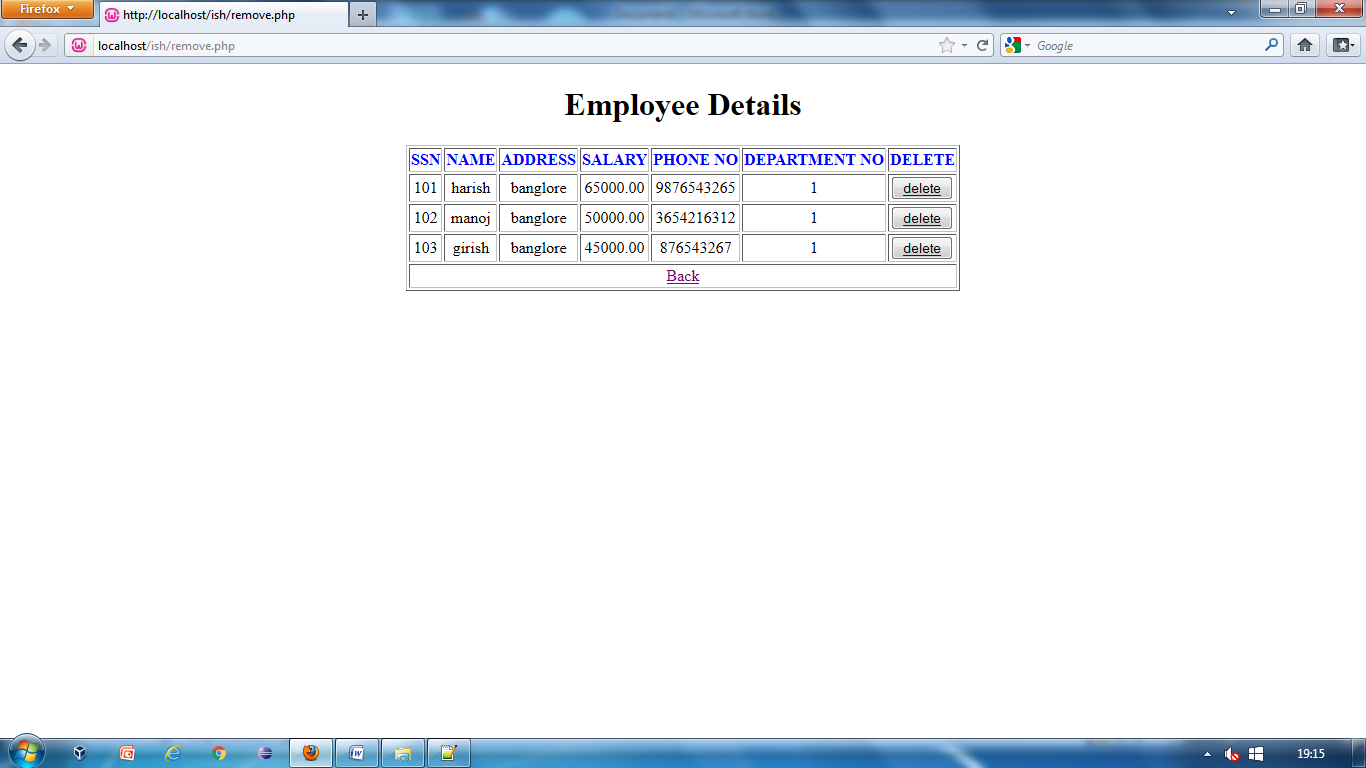 Firefox
http://localhost/ish/remove.php
localhost/ish/remove.php
Google
Employee Details
SSN NAME ADDRESS SALARY PHONE NO DEPARTMENT NO DELETE
101 harish banglore 65000.00 9876543265 1 delete
102 manoj banglore 50000.00 3654216312 1 delete
103 girish banglore 45000.00 876543267 1 delete
Back
19:15